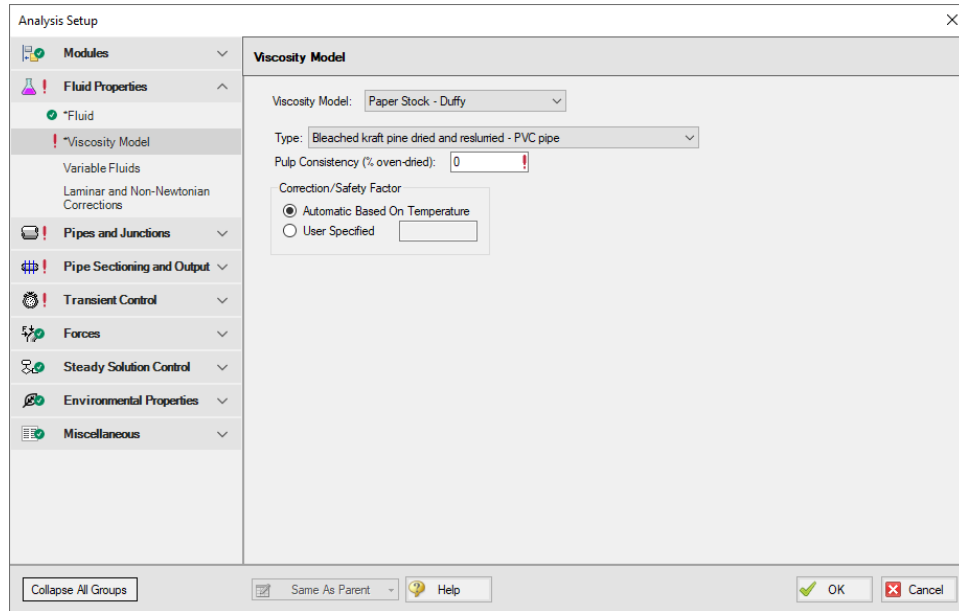 Analysis Setup
Modules
Fluid Properties
*Fluid
*Viscosity Model
Variable Fluids
Laminar and Non-Newtonian
Corrections
Pipes and Junctions
Pipe Sectioning and Output
Transient Control
Forces
Steady Solution Control
Environmental Properties
Miscellaneous
Collapse All Groups
Viscosity Model
Viscosity Model: Paper Stock - Duffy
Type: Bleached kraft pine dried and reslurried - PVC pipe
Pulp Consistency (% oven-dried): 0
Correction/Safety Factor
Automatic Based On Temperature
User Specified
Same As Parent
Help
OK
Cancel